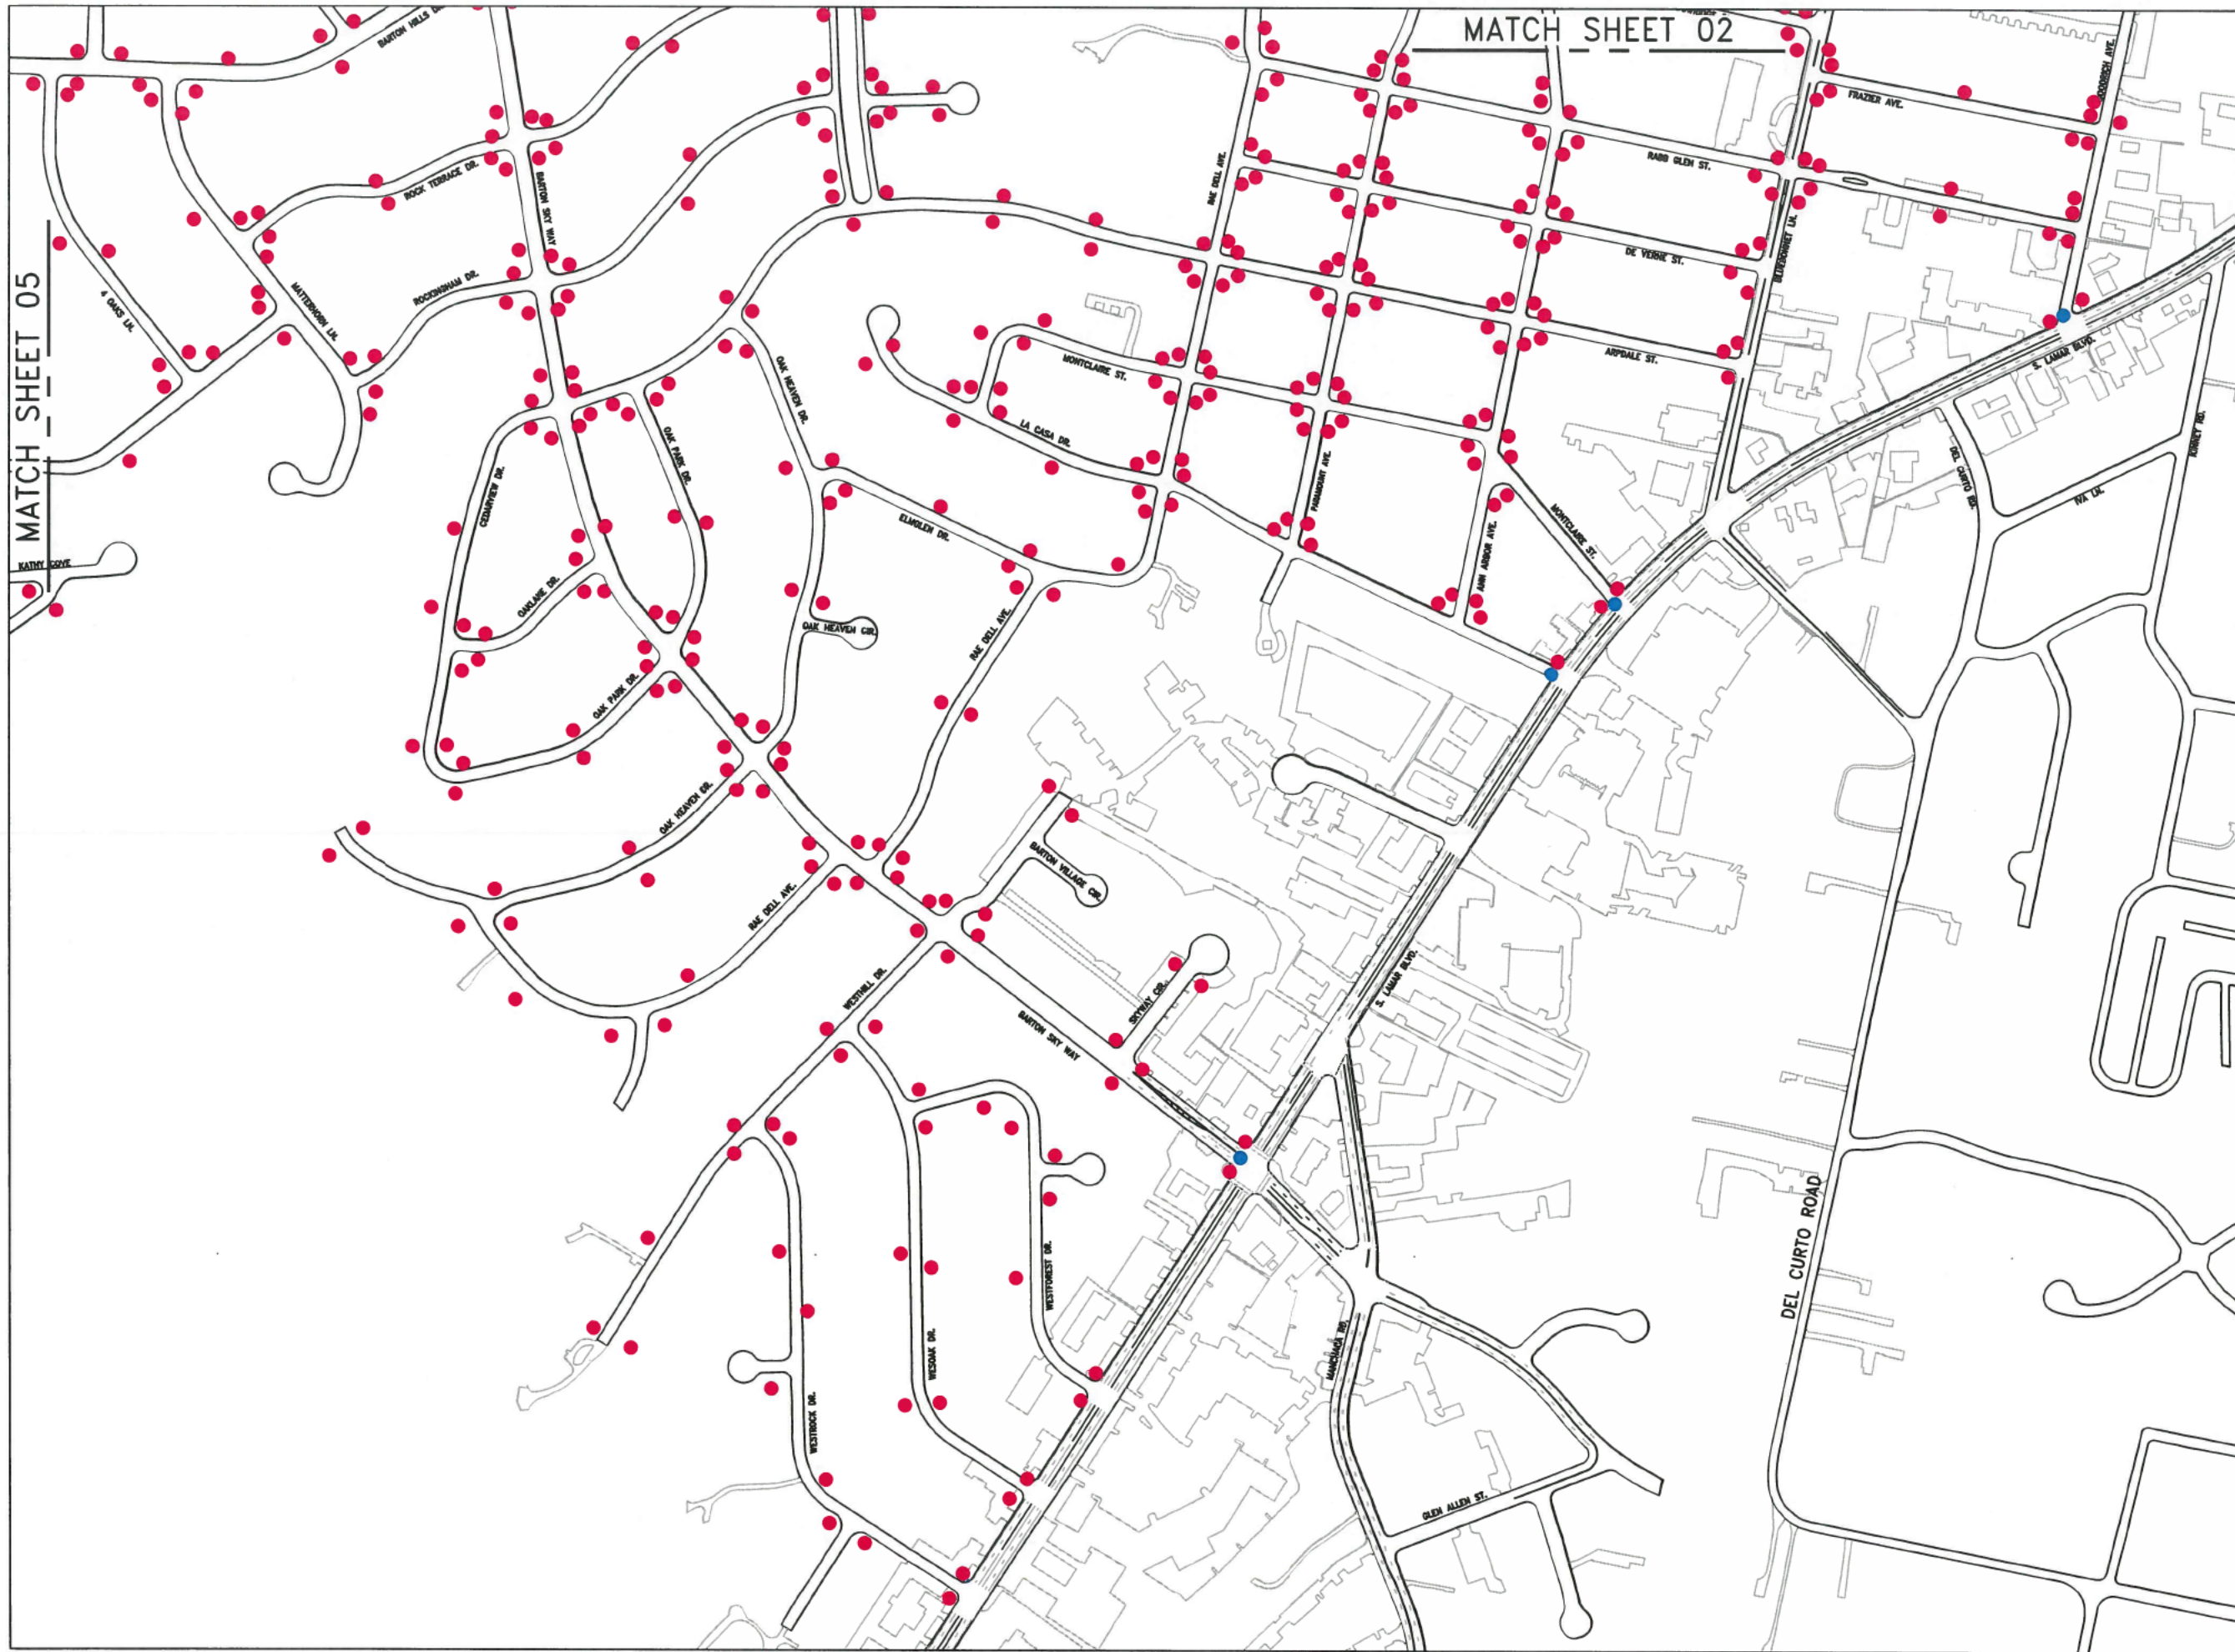 MATCH SHEET 02
BARTON HILLS DR.
GOODRICH AVE.
FRAZIER AVE.
ROCK TERRACE DR.
RABB GLEN ST.
RAE DELL AVE.
BARTON SKY WAY
BLUEBONNET LN.
DE VERNE ST.
MATCH SHEET 05
4 OAKS LN.
MATTERHORN LN.
ROCKINGHAM DR.
S. LAMAR BLVD.
ARPDALE ST.
MONTCLAIRE ST.
OAK HEAVEN DR.
LA CASA DR.
OAK PARK DR.
KINNEY RD.
DEL CURTO RD.
CEDARVIEW DR.
PARAMOUNT AVE.
IVA LN.
ELMGLEN DR.
MONTCLAIRE ST.
ANN ARBOR AVE.
KATHY COVE
OAKLANE DR.
OAK HEAVEN CIR.
RAE DELL AVE.
OAK PARK DR.
OAK HEAVEN DR.
BARTON VILLAGE CIR.
RAE DELL AVE.
S. LAMAR BLVD.
WESTHILL DR.
SKYWAY CIR.
BARTON SKY WAY
DEL CURTO ROAD
WESTFOREST DR.
WESOAK DR.
MANCHACA RD.
WESTROCK DR.
GLEN ALLEN ST.